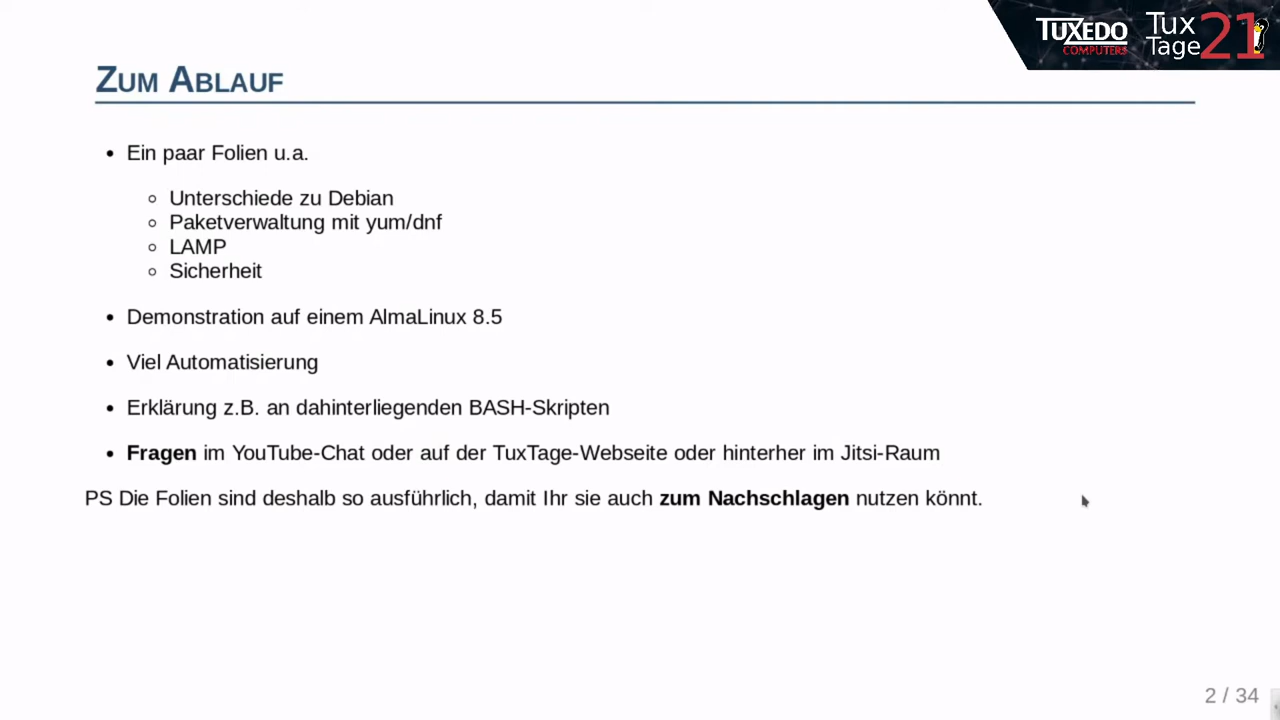 TUXEDO
COMPUTERS
Tux
Tage 21
ZUM ABLAUF
• Ein paar Folien u.a.
◦ Unterschiede zu Debian
◦ Paketverwaltung mit yum/dnf
◦ LAMP
◦ Sicherheit
• Demonstration auf einem AlmaLinux 8.5
• Viel Automatisierung
• Erklärung z.B. an dahinterliegenden BASH-Skripten
• Fragen im YouTube-Chat oder auf der TuxTage-Webseite oder hinterher im Jitsi-Raum
PS Die Folien sind deshalb so ausführlich, damit Ihr sie auch zum Nachschlagen nutzen könnt.
2 / 34